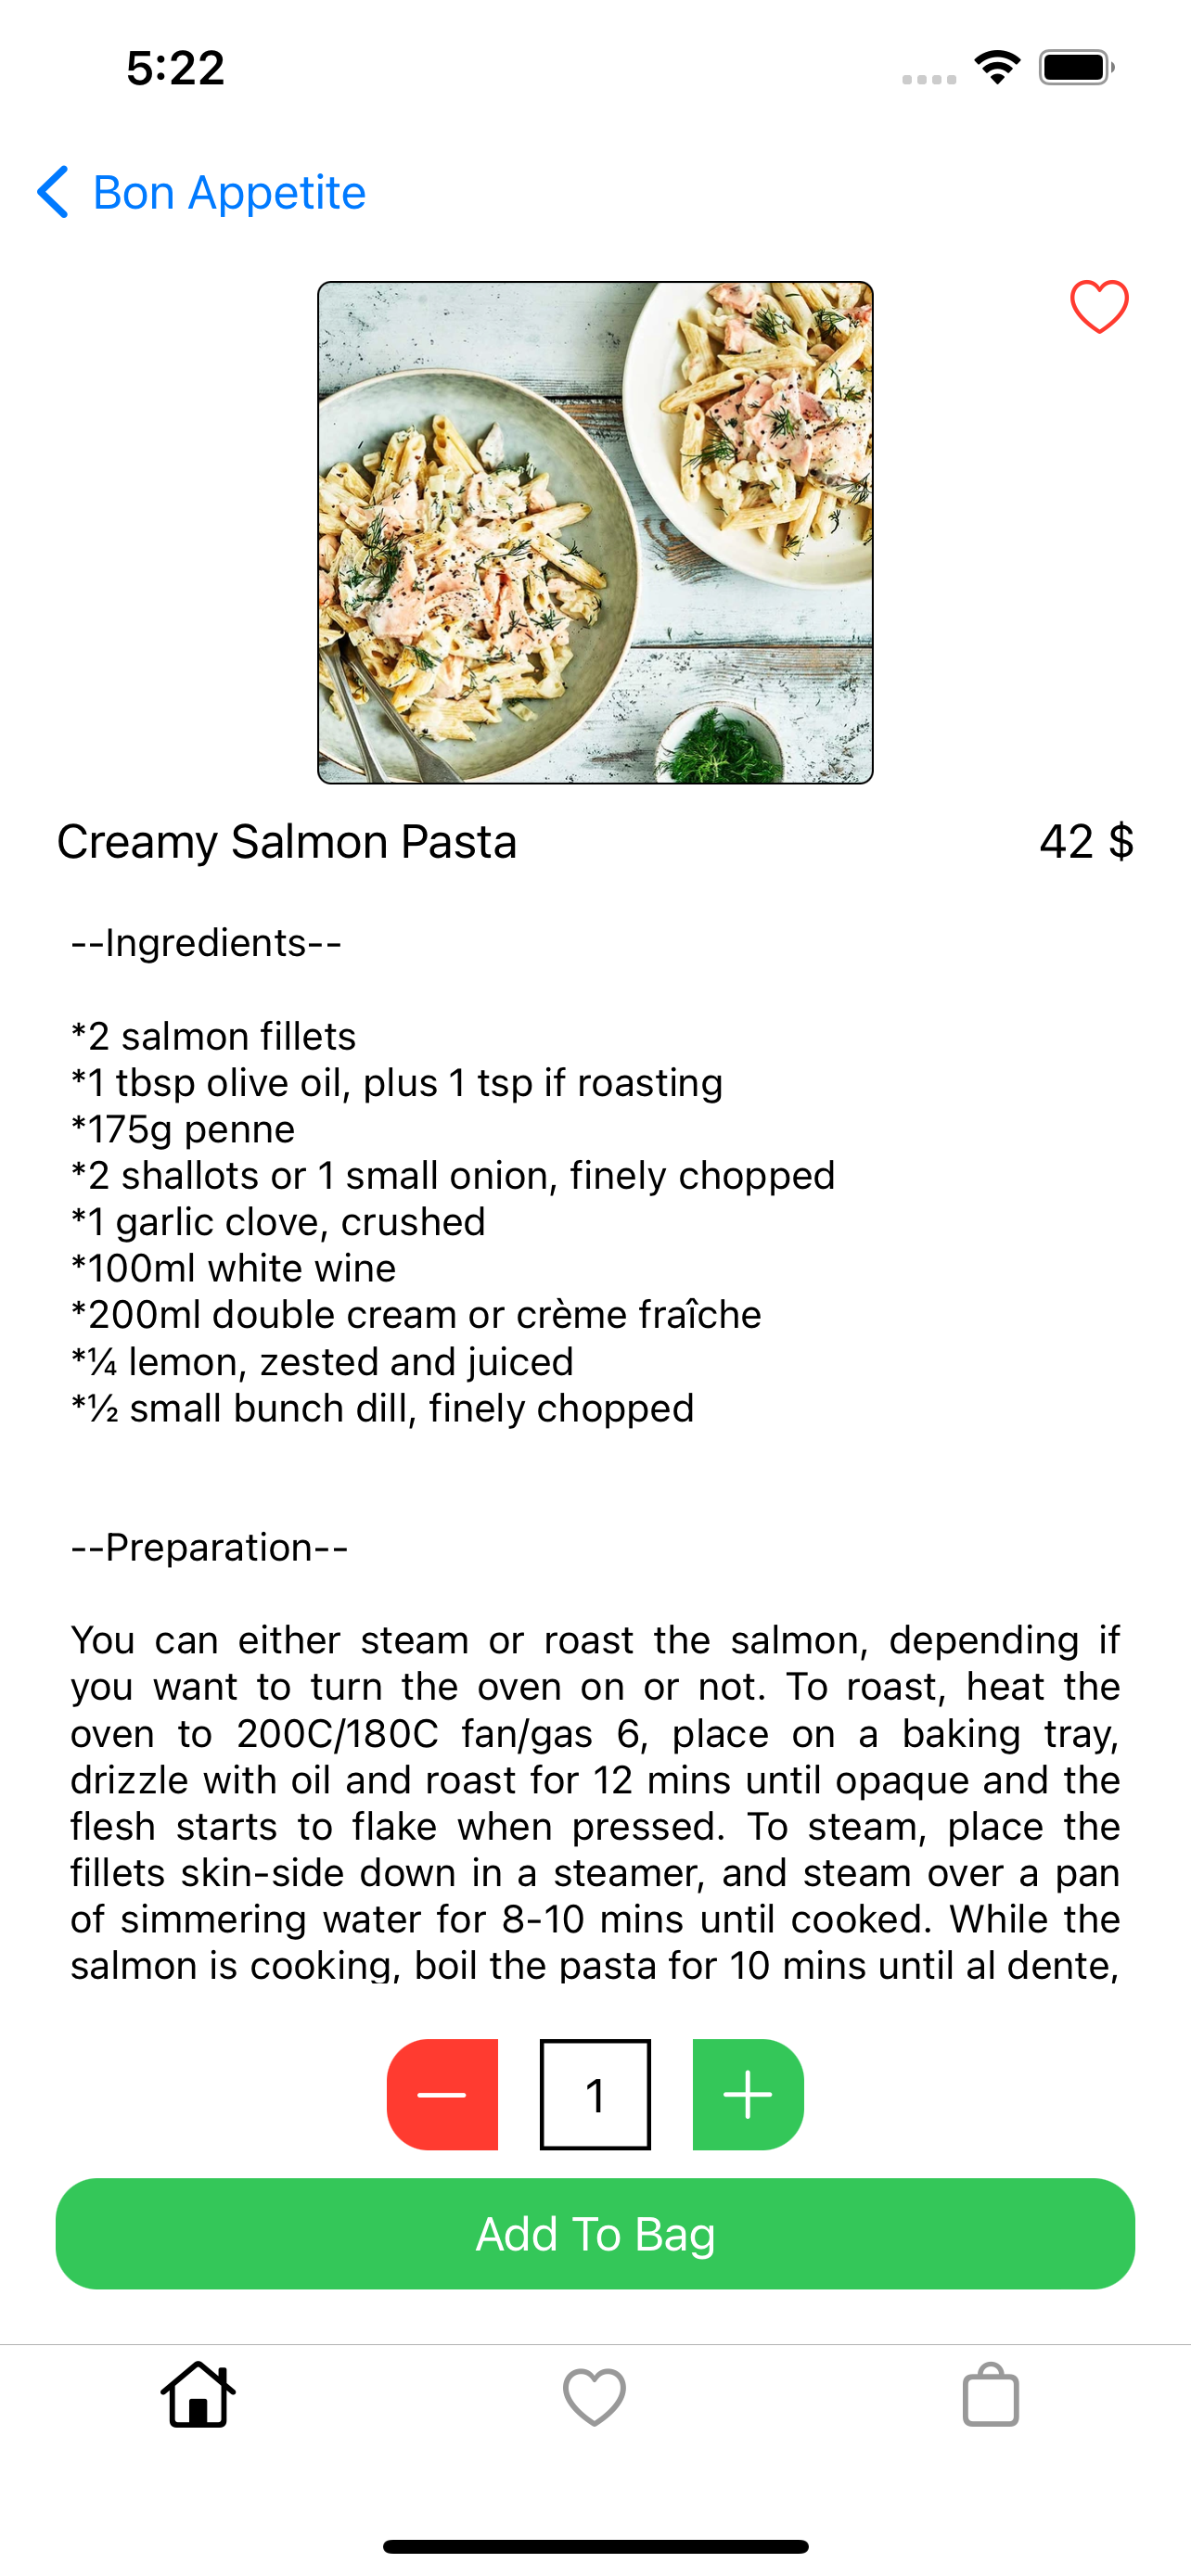 5:22
Bon Appetite
Creamy Salmon Pasta
42 $
--Ingredients--
*2 salmon fillets
*1 tbsp olive oil, plus 1 tsp if roasting
*175g penne
*2 shallots or 1 small onion, finely chopped
*1 garlic clove, crushed
*100ml white wine
*200ml double cream or crème fraîche
*¼ lemon, zested and juiced
*½ small bunch dill, finely chopped
--Preparation--
You can either steam or roast the salmon, depending if
you want to turn the oven on or not. To roast, heat the
oven to 200C/180C fan/gas 6, place on a baking tray,
drizzle with oil and roast for 12 mins until opaque and the
flesh starts to flake when pressed. To steam, place the
fillets skin-side down in a steamer, and steam over a pan
of simmering water for 8-10 mins until cooked. While the
salmon is cooking, boil the pasta for 10 mins until al dente,
1
Add To Bag